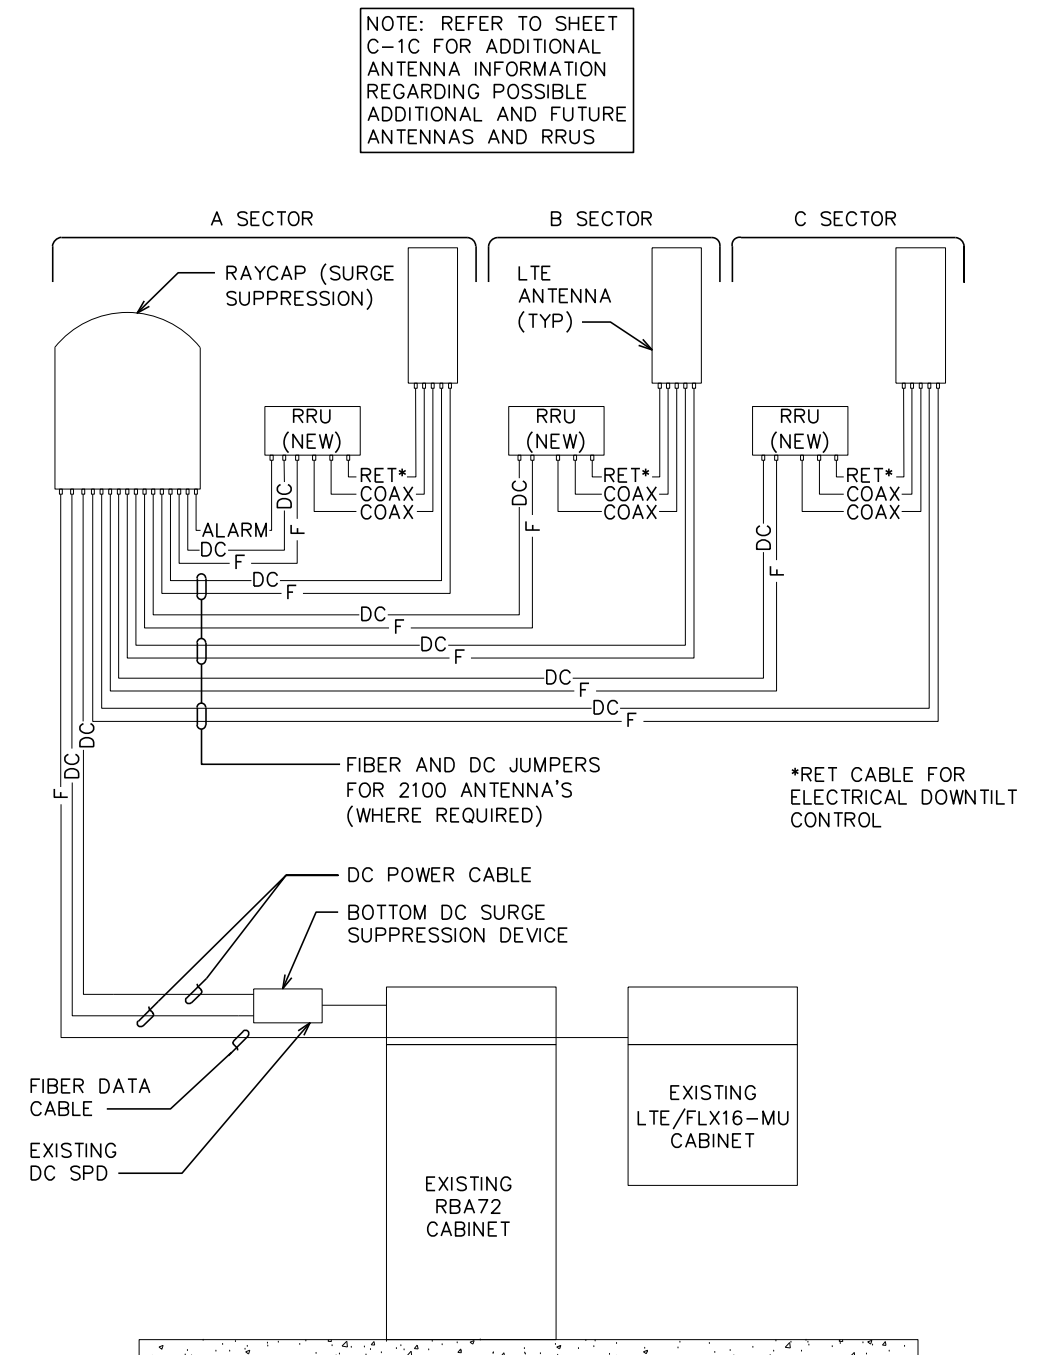 NOTE: REFER TO SHEET
C-1C FOR ADDITIONAL
ANTENNA INFORMATION
REGARDING POSSIBLE
ADDITIONAL AND FUTURE
ANTENNAS AND RRUS
A SECTOR
B SECTOR
C SECTOR
RAYCAP (SURGE
SUPPRESSION)
LTE
ANTENNA
(TYP)
RRU
(NEW)
RRU
(NEW)
RRU
(NEW)
RET*
COAX
COAX
RET*
COAX
COAX
RET*
COAX
COAX
DC
F
DC
F
DC
F
ALARM
DC
F
DC
F
DC
F
DC
F
DC
F
DC
F
DC
DC
F
FIBER AND DC JUMPERS
FOR 2100 ANTENNA'S
(WHERE REQUIRED)
*RET CABLE FOR
ELECTRICAL DOWNTILT
CONTROL
DC POWER CABLE
BOTTOM DC SURGE
SUPPRESSION DEVICE
FIBER DATA
CABLE
EXISTING
DC SPD
EXISTING
RBA72
CABINET
EXISTING
LTE/FLX16-MU
CABINET